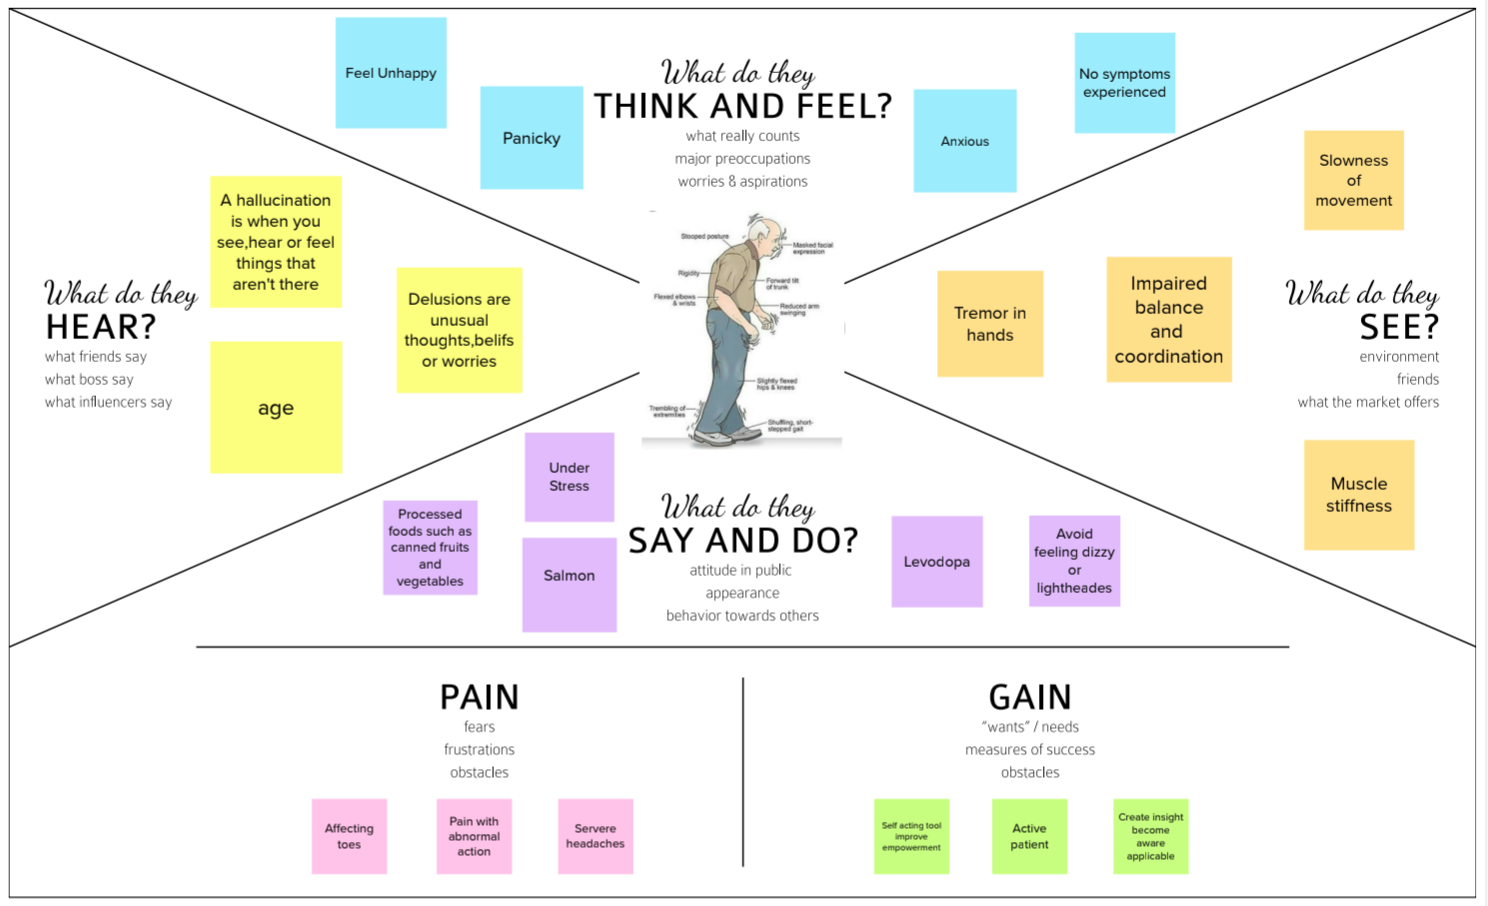 What do they
THINK AND FEEL?
what really counts
major preoccupations
worries & aspirations
Feel Unhappy
Panicky
Anxious
No symptoms
experienced
What do they
HEAR?
what friends say
what boss say
what influencers say
A hallucination
is when you
see,hear or feel
things that
aren't there
Delusions are
unusual
thoughts,belifs
or worries
age
Stooped posture
Masked facial
expression
Rigidity
Forward tilt
of trunk
Flexed elbows
& wrists
Reduced arm
swinging
Slightly flexed
hips & knees
Trembling of
extremities
Shuffling, short-
stepped gait
What do they
SEE?
environment
friends
what the market offers
Slowness
of
movement
Tremor in
hands
Impaired
balance
and
coordination
Muscle
stiffness
What do they
SAY AND DO?
attitude in public
appearance
behavior towards others
Under
Stress
Processed
foods such as
canned fruits
and
vegetables
Salmon
Levodopa
Avoid
feeling dizzy
or
lightheades
PAIN
fears
frustrations
obstacles
Affecting
toes
Pain with
abnormal
action
Servere
headaches
GAIN
"wants" / needs
measures of success
obstacles
Self acting tool
improve
empowerment
Active
patient
Create insight
become
aware
applicable